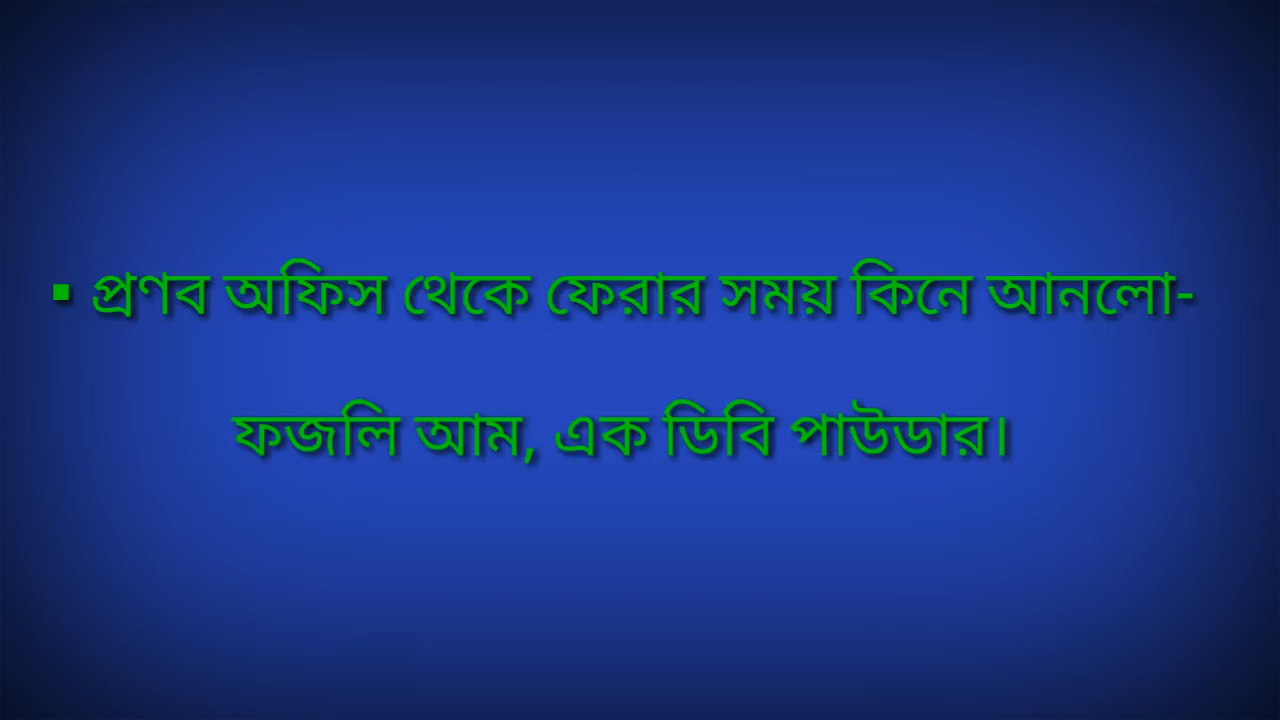 ▪ প্রণব অফিস থেকে ফেরার সময় কিনে আনলো-
ফজলি আম, এক ডিবি পাউডার।